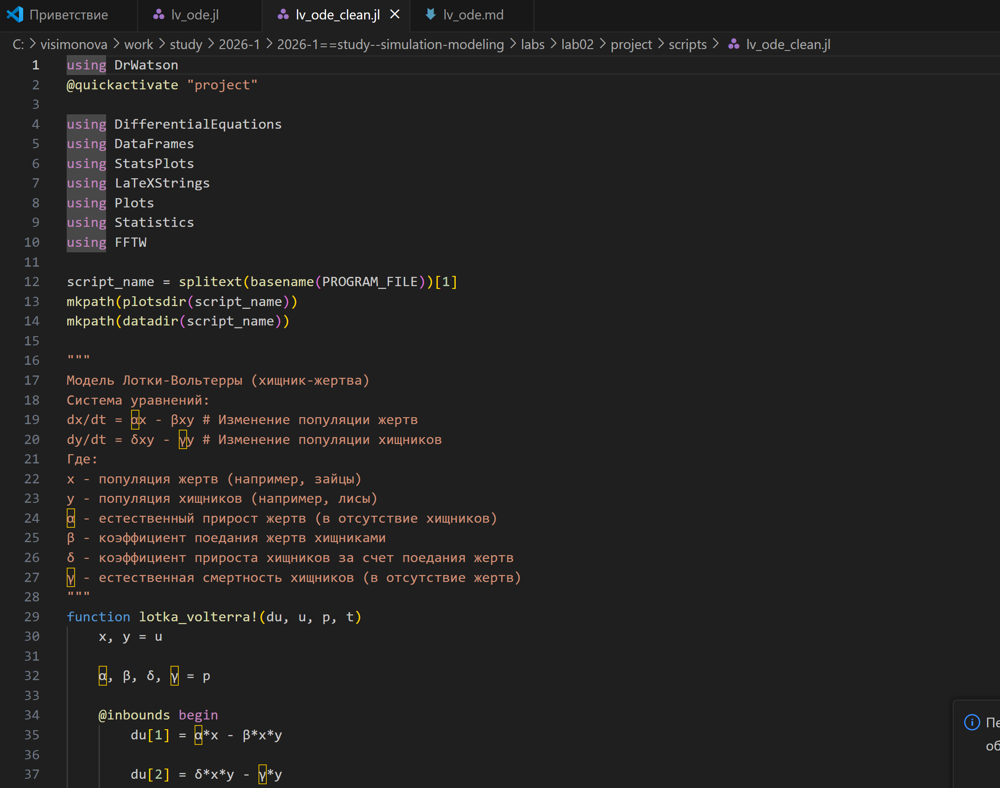 Приветствие lv_ode.jl lv_ode_clean.jl lv_ode.md
C: > visimonova > work > study > 2026-1 > 2026-1==study--simulation-modeling > labs > lab02 > project > scripts > lv_ode_clean.jl
1 using DrWatson
2 @quickactivate "project"
3
4 using DifferentialEquations
5 using DataFrames
6 using StatsPlots
7 using LaTeXStrings
8 using Plots
9 using Statistics
10 using FFTW
11
12 script_name = splitext(basename(PROGRAM_FILE))[1]
13 mkpath(plotsdir(script_name))
14 mkpath(datadir(script_name))
15
16 """
17 Модель Лотки-Вольтерры (хищник-жертва)
18 Система уравнений:
19 dx/dt = αx - βxy # Изменение популяции жертв
20 dy/dt = δxy - γy # Изменение популяции хищников
21 Где:
22 x - популяция жертв (например, зайцы)
23 y - популяция хищников (например, лисы)
24 α - естественный прирост жертв (в отсутствие хищников)
25 β - коэффициент поедания жертв хищниками
26 δ - коэффициент прироста хищников за счет поедания жертв
27 γ - естественная смертность хищников (в отсутствие жертв)
28 """
29 function lotka_volterra!(du, u, p, t)
30     x, y = u
31
32     α, β, δ, γ = p
33
34     @inbounds begin
35         du[1] = α*x - β*x*y
36
37         du[2] = δ*x*y - γ*y